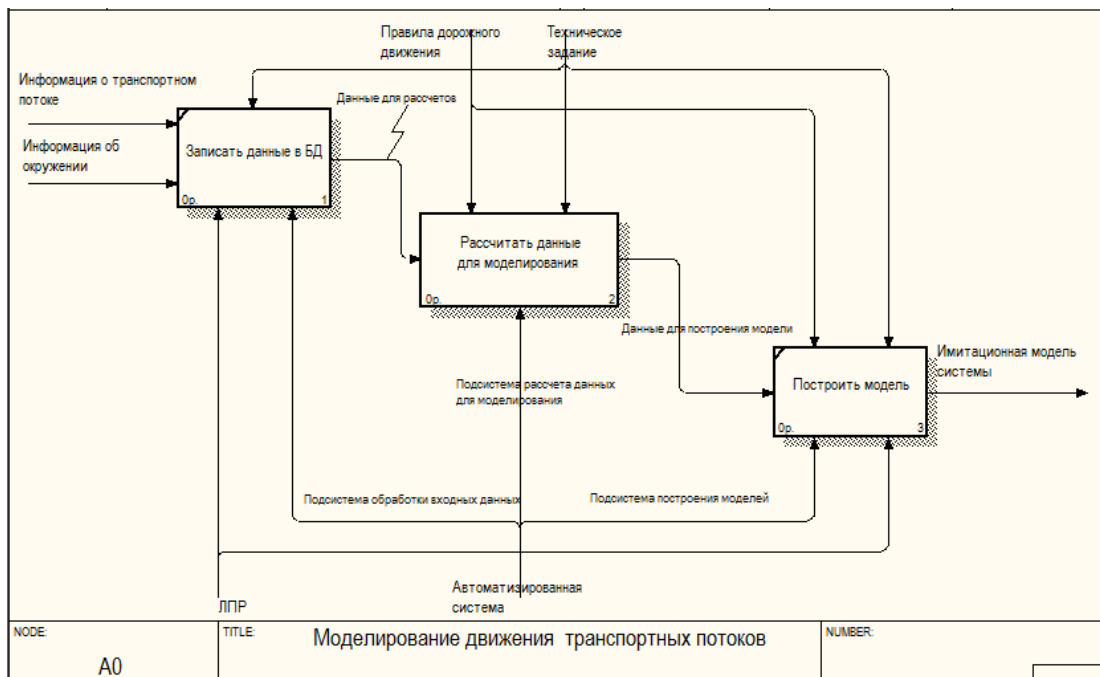 Правила дорожного
движения
Техническое
задание
Информация о транспортном
потоке
Данные для рассчетов
Информация об
окружении
Записать данные в БД
0р.
1
Рассчитать данные
для моделирования
0р.
2
Данные для построения модели
Имитационная модель
системы
Подсистема рассчета данных
для моделирования
Построить модель
0р.
3
Подсистема обработки входных данных
Подсистема построения моделей
Автоматизированная
система
ЛПР
NODE:
TITLE:
Моделирование движения транспортных потоков
NUMBER:
A0